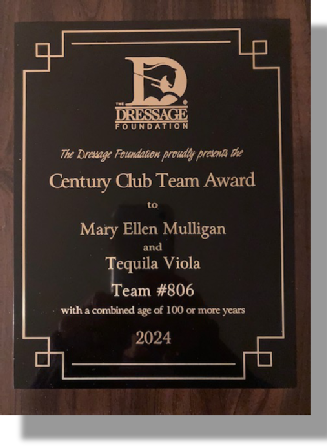 D
THE
DRESSAGE
FOUNDATION
The Dressage Foundation proudly presents the
Century Club Team Award
to
Mary Ellen Mulligan
and
Tequila Viola
Team #806
with a combined age of 100 or more years
2024